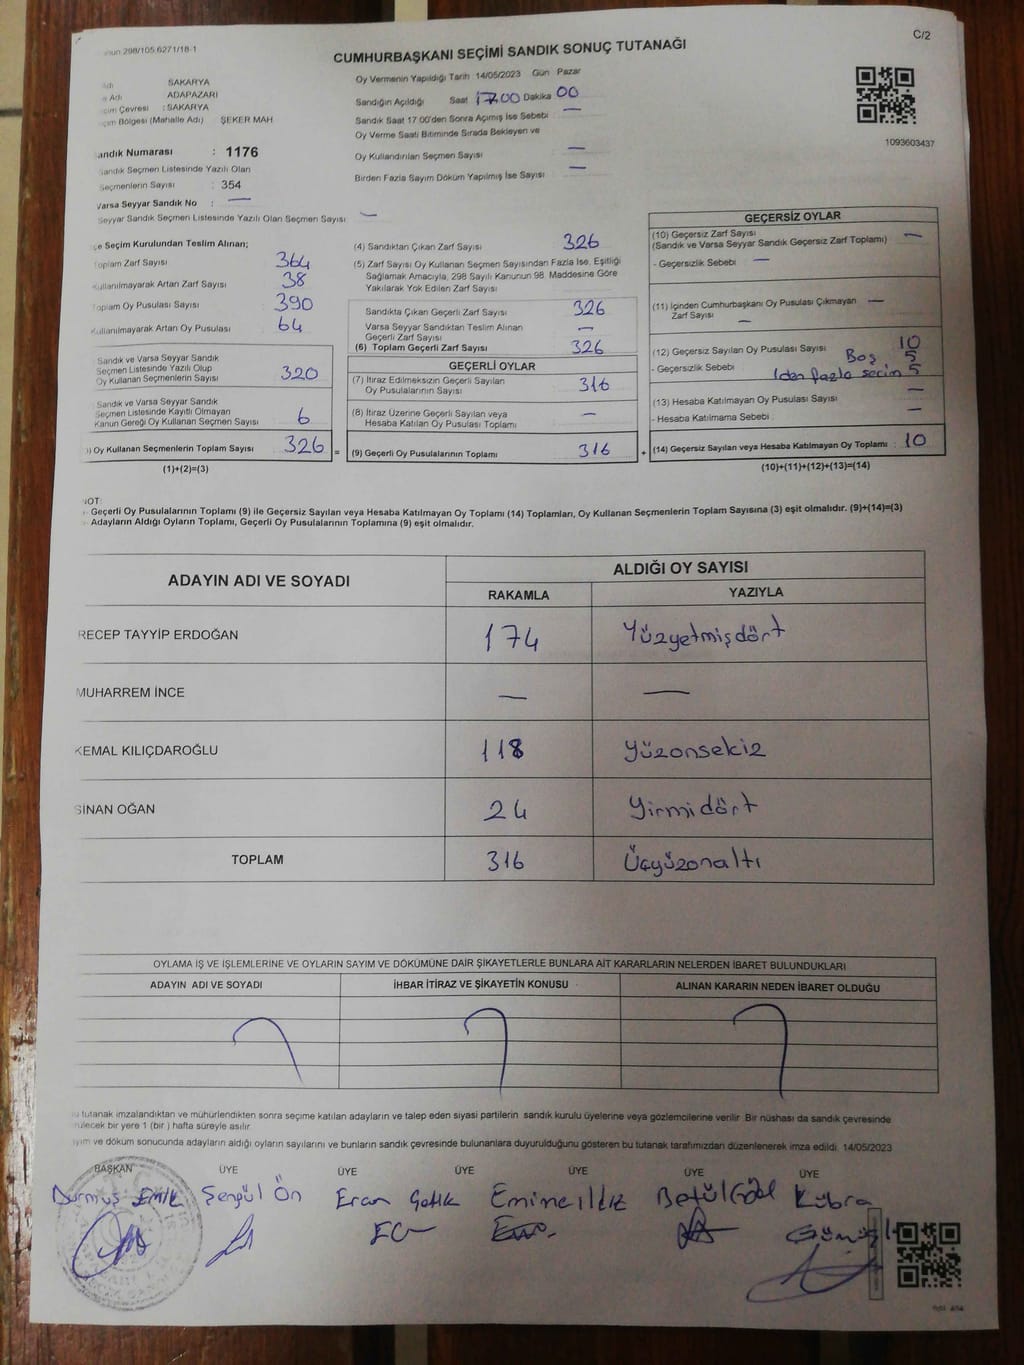 298/105.6271/18-1
C/2
CUMHURBAŞKANI SEÇİMİ SANDIK SONUÇ TUTANAĞI
SAKARYA
Adı ADAPAZARI
Çevresi : SAKARYA
Bölgesi (Mahalle Adı) ŞEKER MAH
Sandık Numarası : 1176
Sandık Seçmen Listesinde Yazılı Olan
Seçmenlerin Sayısı : 354
Varsa Seyyar Sandık No : —
Seyyar Sandık Seçmen Listesinde Yazılı Olan Seçmen Sayısı —
Oy Vermenin Yapıldığı Tarih 14/05/2023 Gün Pazar
Sandığın Açıldığı Saat 17.00 Dakika 00
Sandık Saat 17.00'den Sonra Açımış İse Sebebi —
Oy Verme Saati Bitiminde Sırada Bekleyen ve
Oy Kullandırılan Seçmen Sayısı —
Birden Fazla Sayım Döküm Yapılmış İse Sayısı —
1093603437
İlçe Seçim Kurulundan Teslim Alınan;
Toplam Zarf Sayısı 364
Kullanılmayarak Artan Zarf Sayısı 38
Toplam Oy Pusulası Sayısı 390
Kullanılmayarak Artan Oy Pusulası 64
Sandık ve Varsa Seyyar Sandık
Seçmen Listesinde Yazılı Olup
Oy Kullanan Seçmenlerin Sayısı 320
Sandık ve Varsa Seyyar Sandık
Seçmen Listesinde Kayıtlı Olmayan
Kanun Gereği Oy Kullanan Seçmen Sayısı 6
) Oy Kullanan Seçmenlerin Toplam Sayısı 326 =
(1)+(2)=(3)
(4) Sandıktan Çıkan Zarf Sayısı 326
(5) Zarf Sayısı Oy Kullanan Seçmen Sayısından Fazla İse, Eşitliği
Sağlamak Amacıyla, 298 Sayılı Kanunun 98. Maddesine Göre
Yakılarak Yok Edilen Zarf Sayısı
Sandıkta Çıkan Geçerli Zarf Sayısı 326
Varsa Seyyar Sandıktan Teslim Alınan
Geçerli Zarf Sayısı —
(6) Toplam Geçerli Zarf Sayısı 326
GEÇERLİ OYLAR
(7) İtiraz Edilmeksizin Geçerli Sayılan
Oy Pusulalarının Sayısı 316
(8) İtiraz Üzerine Geçerli Sayılan veya
Hesaba Katılan Oy Pusulası Toplamı —
(9) Geçerli Oy Pusulalarının Toplamı 316 +
GEÇERSİZ OYLAR
(10) Geçersiz Zarf Sayısı —
(Sandık ve Varsa Seyyar Sandık Geçersiz Zarf Toplamı)
- Geçersizlik Sebebi —
(11) İçinden Cumhurbaşkanı Oy Pusulası Çıkmayan —
Zarf Sayısı —
(12) Geçersiz Sayılan Oy Pusulası Sayısı 10
- Geçersizlik Sebebi Boş 5
1den fazla seçim 5
(13) Hesaba Katılmayan Oy Pusulası Sayısı —
- Hesaba Katılmama Sebebi —
(14) Geçersiz Sayılan veya Hesaba Katılmayan Oy Toplamı : 10
(10)+(11)+(12)+(13)=(14)
NOT:
- Geçerli Oy Pusulalarının Toplamı (9) ile Geçersiz Sayılan veya Hesaba Katılmayan Oy Toplamı (14) Toplamları, Oy Kullanan Seçmenlerin Toplam Sayısına (3) eşit olmalıdır. (9)+(14)=(3)
- Adayların Aldığı Oyların Toplamı, Geçerli Oy Pusulalarının Toplamına (9) eşit olmalıdır.
ADAYIN ADI VE SOYADI
ALDIĞI OY SAYISI
RAKAMLA YAZIYLA
RECEP TAYYİP ERDOĞAN 174 Yüzyetmişdört
MUHARREM İNCE — —
KEMAL KILIÇDAROĞLU 118 Yüzonsekiz
SİNAN OĞAN 24 Yirmidört
TOPLAM 316 Üçyüzonaltı
OYLAMA İŞ VE İŞLEMLERİNE VE OYLARIN SAYIM VE DÖKÜMÜNE DAİR ŞİKAYETLERLE BUNLARA AİT KARARLARIN NELERDEN İBARET BULUNDUKLARI
ADAYIN ADI VE SOYADI İHBAR İTİRAZ VE ŞİKAYETİN KONUSU ALINAN KARARIN NEDEN İBARET OLDUĞU
tutanak imzalandıktan ve mühürlendikten sonra seçime katılan adayların ve talep eden siyasi partilerin sandık kurulu üyelerine veya gözlemcilerine verilir. Bir nüshası da sandık çevresinde
bir yere 1 (bir ) hafta süreyle asılır.
ve döküm sonucunda adayların aldığı oyların sayılarını ve bunların sandık çevresinde bulunanlara duyurulduğunu gösteren bu tutanak tarafımızdan düzenlenerek imza edildi. 14/05/2023
BAŞKAN ÜYE ÜYE ÜYE ÜYE ÜYE ÜYE
Durmuş Şengül Ön Ercan Emine Betül Kübra